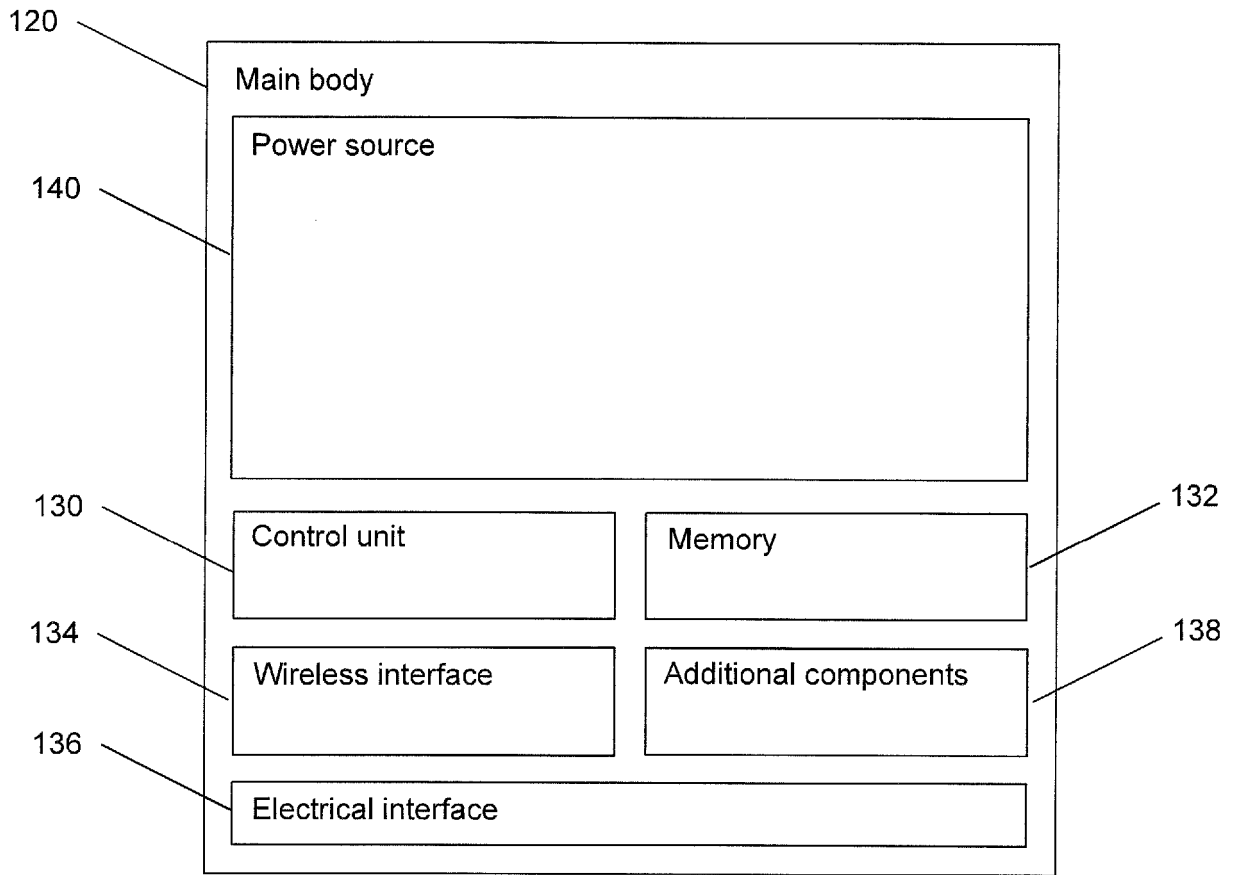 120
Main body
Power source
140
130
Control unit
Memory
132
134
Wireless interface
Additional components
138
136
Electrical interface